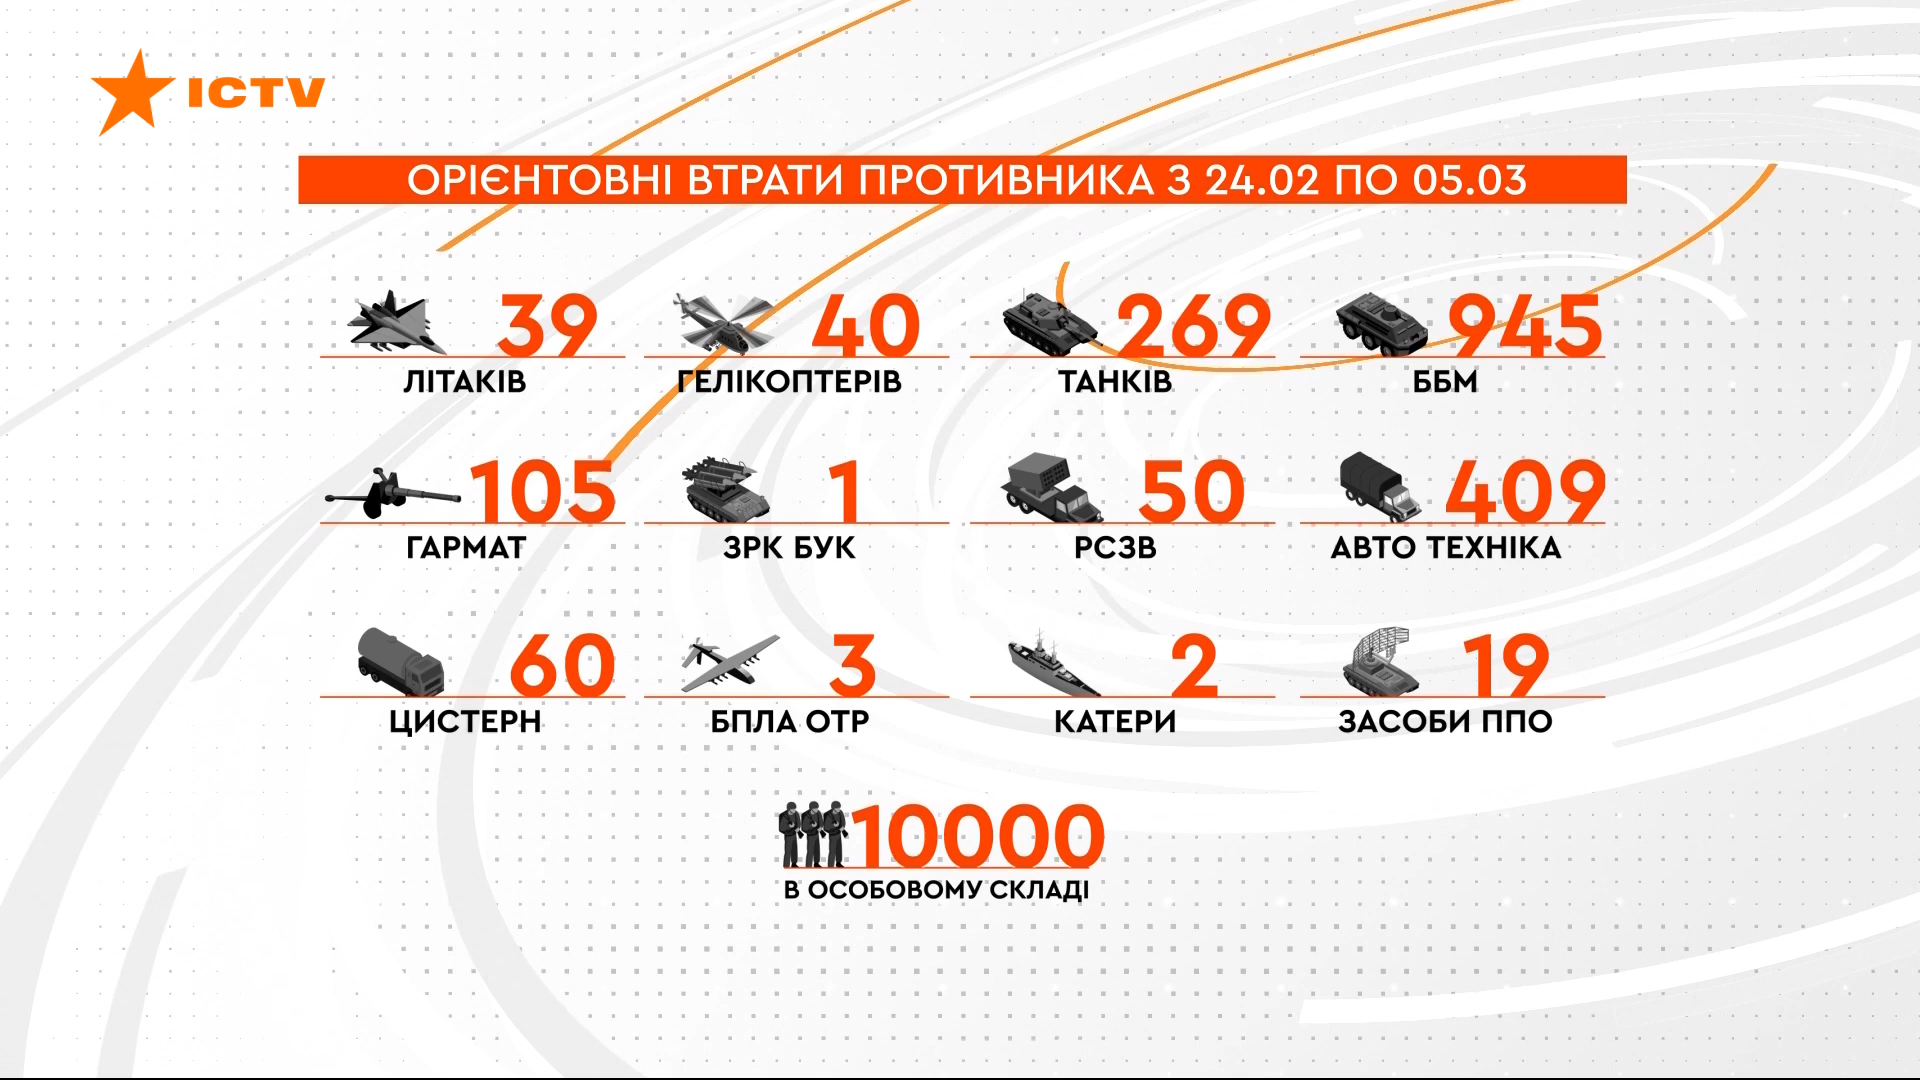 ICTV
ОРІЄНТОВНІ ВТРАТИ ПРОТИВНИКА З 24.02 ПО 05.03
39
ЛІТАКІВ
40
ГЕЛІКОПТЕРІВ
269
ТАНКІВ
945
ББМ
105
ГАРМАТ
1
ЗРК БУК
50
РСЗВ
409
АВТО ТЕХНІКА
60
ЦИСТЕРН
3
БПЛА ОТР
2
КАТЕРИ
19
ЗАСОБИ ППО
10000
В ОСОБОВОМУ СКЛАДІ